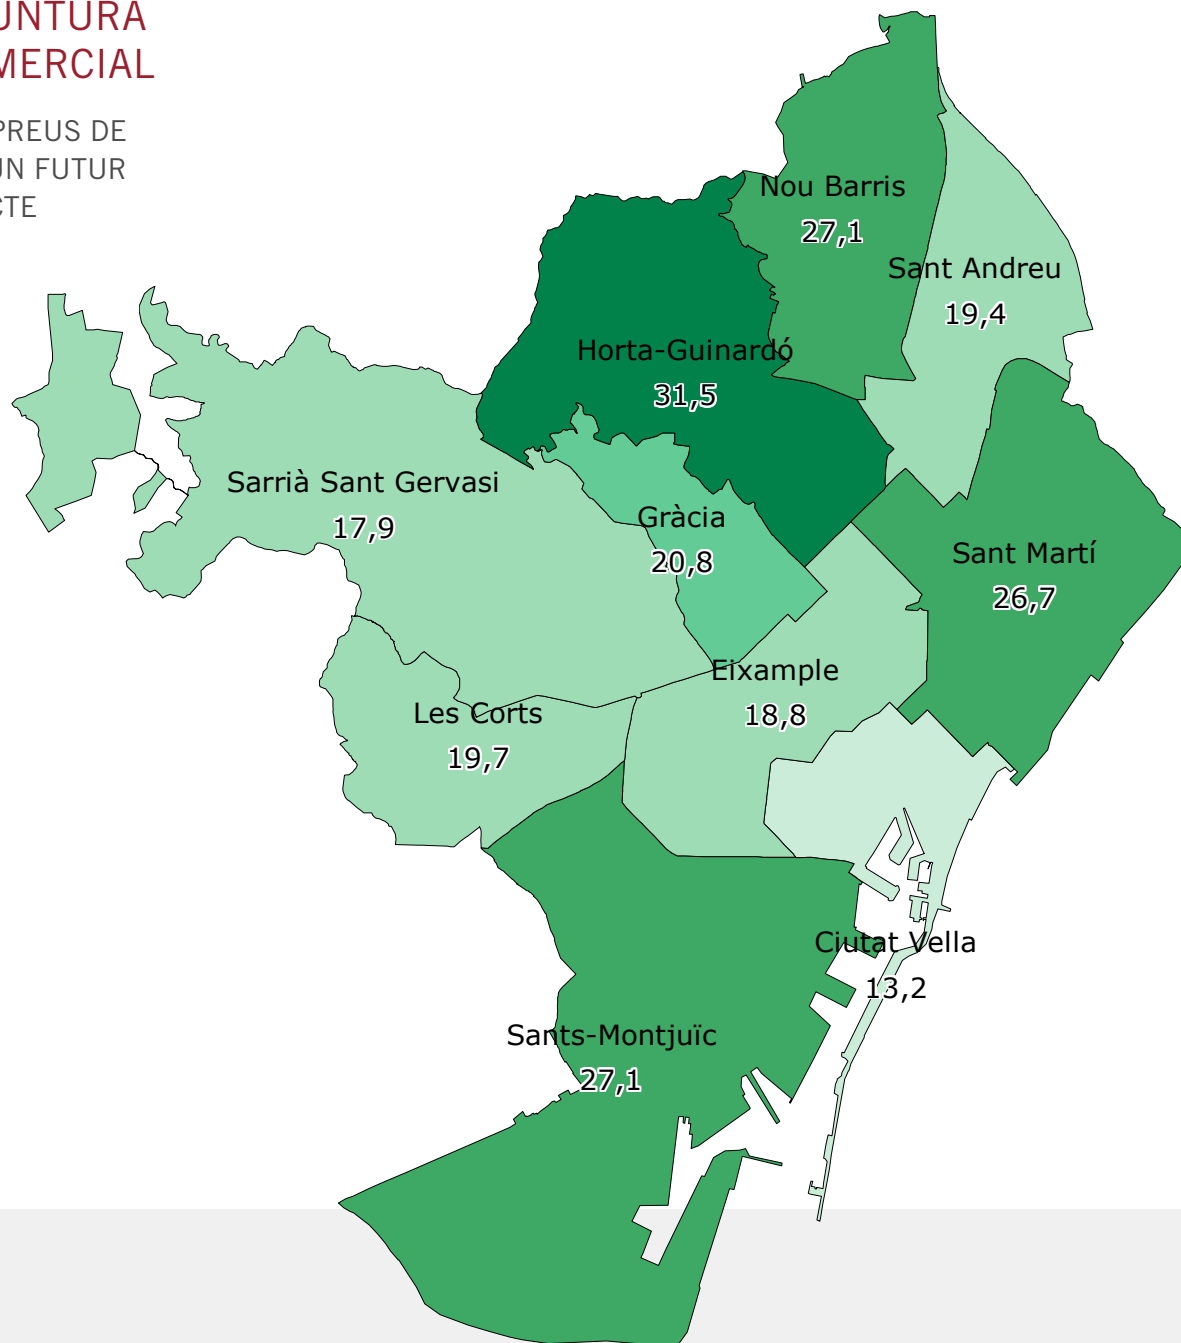 UNTURA
MERCIAL
PREUS DE
UN FUTUR
CTE
Nou Barris
27,1
Sant Andreu
19,4
Horta-Guinardó
31,5
Sarrià Sant Gervasi
17,9
Gràcia
20,8
Sant Martí
26,7
Eixample
18,8
Les Corts
19,7
Ciutat Vella
13,2
Sants-Montjuïc
27,1